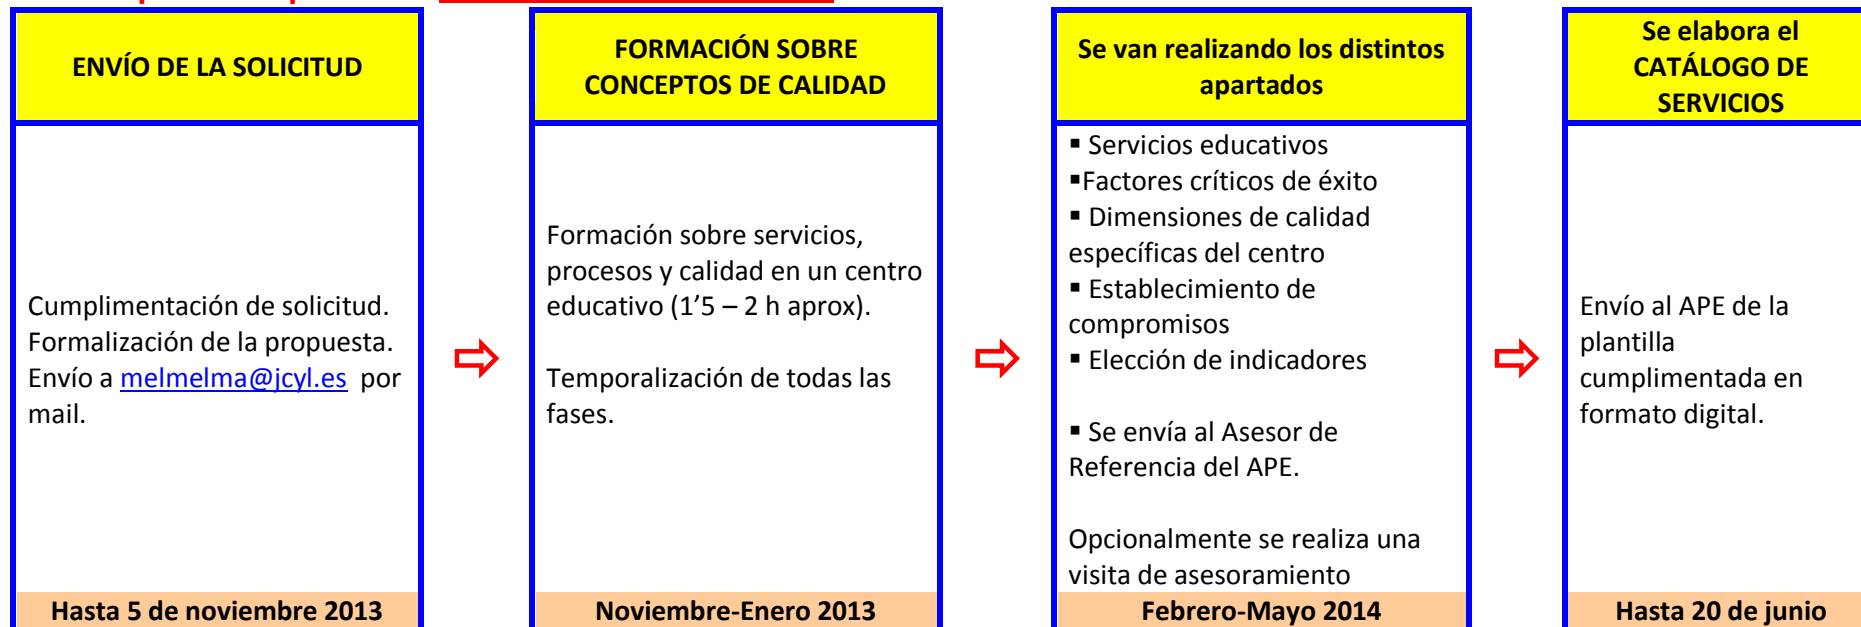 ENVÍO DE LA SOLICITUD
Cumplimentación de solicitud.
Formalización de la propuesta.
Envío a melmelma@jcyl.es por
mail.
Hasta 5 de noviembre 2013
FORMACIÓN SOBRE
CONCEPTOS DE CALIDAD
Formación sobre servicios,
procesos y calidad en un centro
educativo (1’5 – 2 h aprox).
Temporalización de todas las
fases.
Noviembre-Enero 2013
Se van realizando los distintos
apartados
▪ Servicios educativos
▪Factores críticos de éxito
▪ Dimensiones de calidad
específicas del centro
▪ Establecimiento de
compromisos
▪ Elección de indicadores
▪ Se envía al Asesor de
Referencia del APE.
Opcionalmente se realiza una
visita de asesoramiento
Febrero-Mayo 2014
Se elabora el
CATÁLOGO DE
SERVICIOS
Envío al APE de la
plantilla
cumplimentada en
formato digital.
Hasta 20 de junio